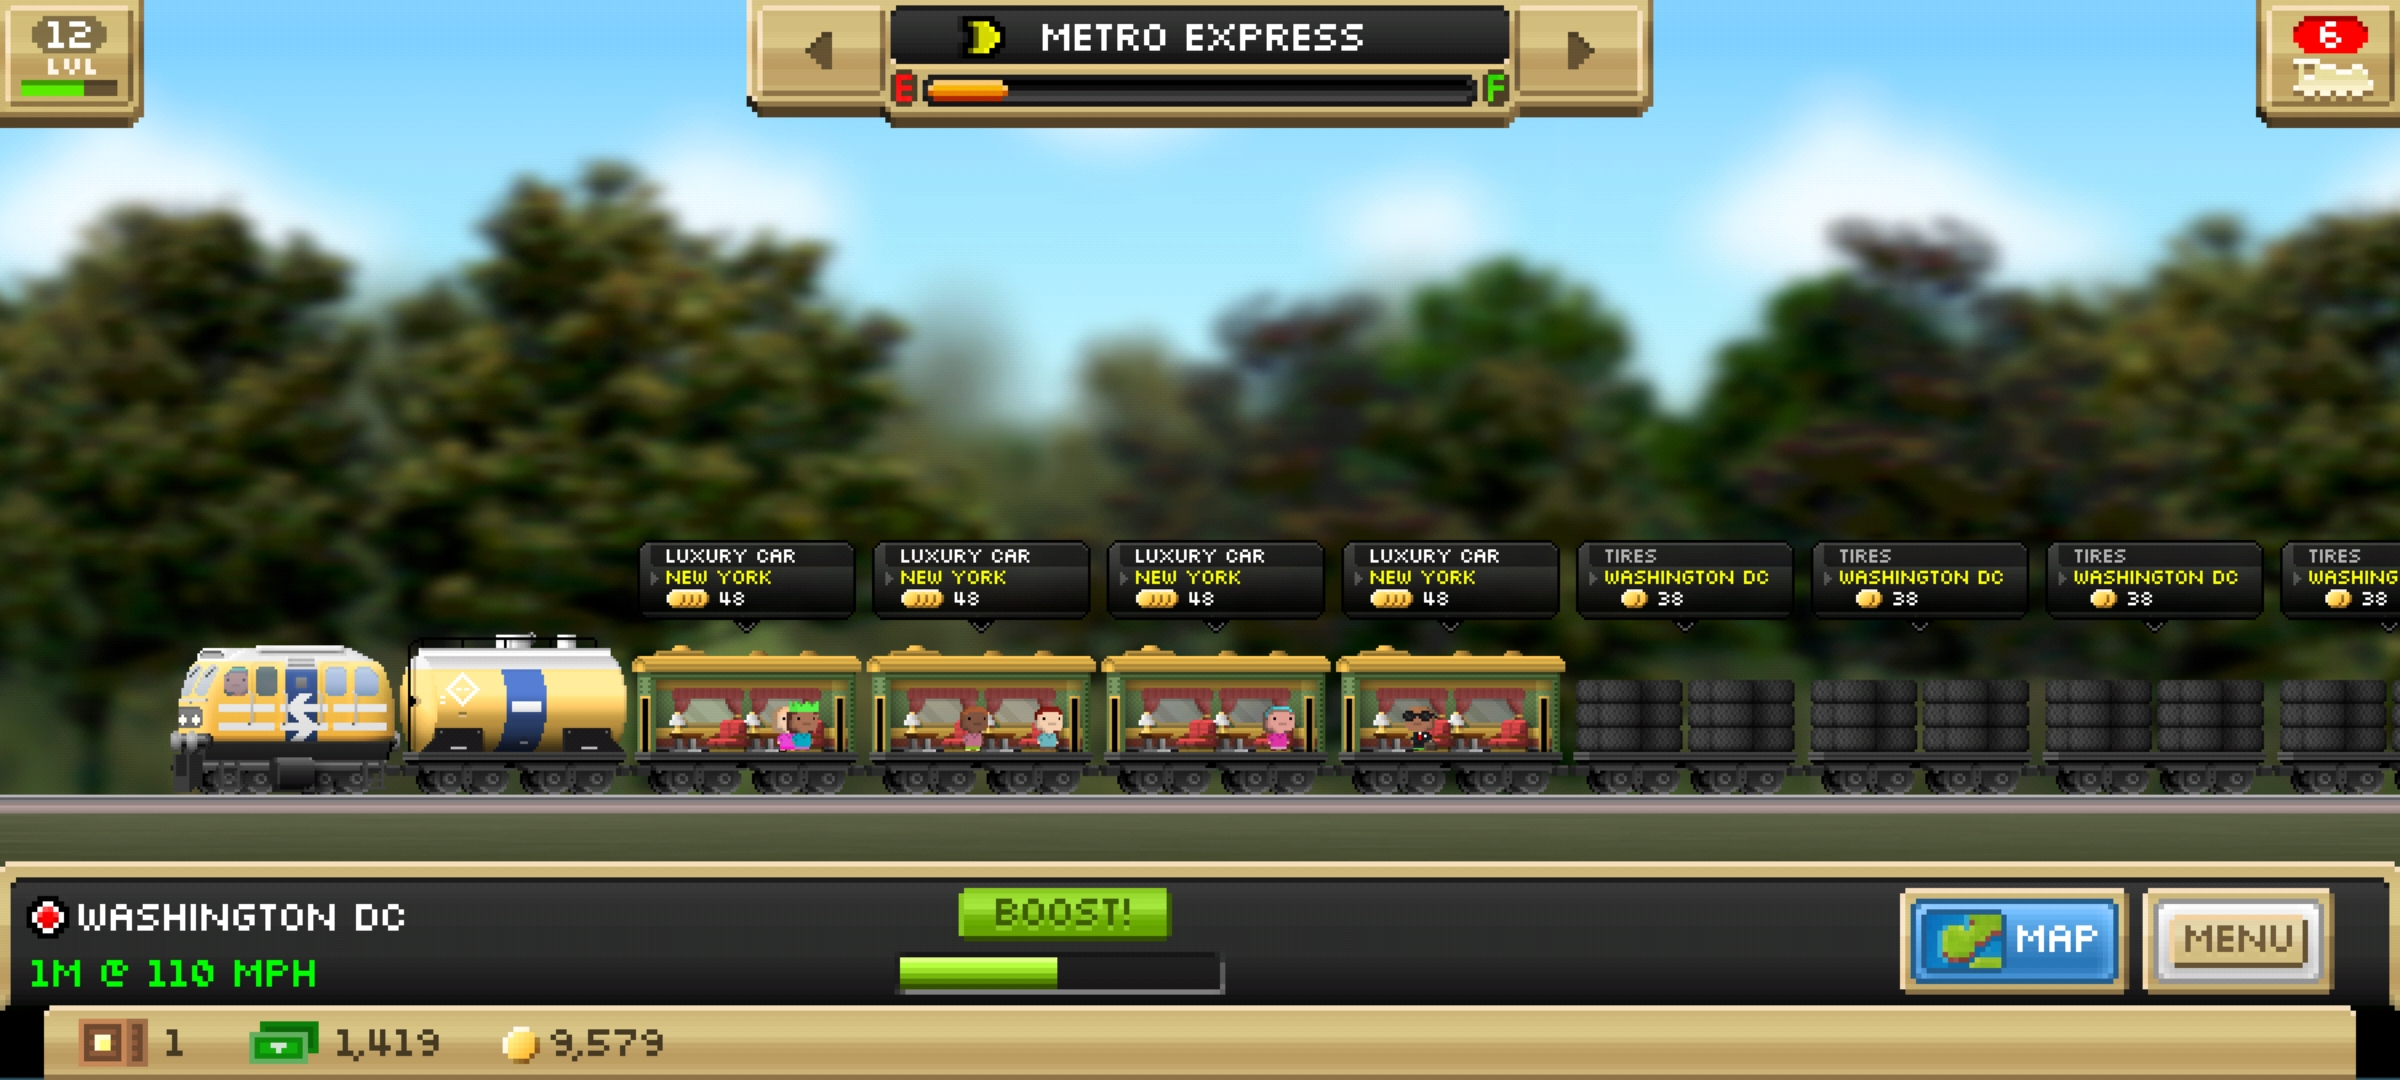 12
LVL
METRO EXPRESS
E F
6
LUXURY CAR
NEW YORK
48
LUXURY CAR
NEW YORK
48
LUXURY CAR
NEW YORK
48
LUXURY CAR
NEW YORK
48
TIRES
WASHINGTON DC
38
TIRES
WASHINGTON DC
38
TIRES
WASHINGTON DC
38
TIRES
WASHING
38
WASHINGTON DC
1M @ 110 MPH
BOOST!
MAP
MENU
1
1,419
9,579